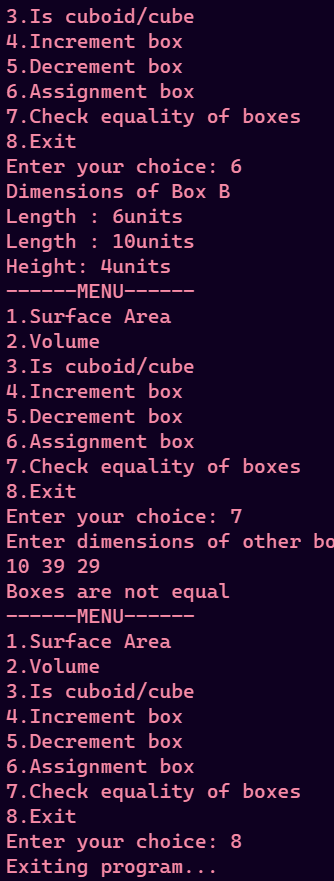 3.Is cuboid/cube
4.Increment box
5.Decrement box
6.Assignment box
7.Check equality of boxes
8.Exit
Enter your choice: 6
Dimensions of Box B
Length : 6units
Length : 10units
Height: 4units
------MENU------
1.Surface Area
2.Volume
3.Is cuboid/cube
4.Increment box
5.Decrement box
6.Assignment box
7.Check equality of boxes
8.Exit
Enter your choice: 7
Enter dimensions of other bo
10 39 29
Boxes are not equal
------MENU------
1.Surface Area
2.Volume
3.Is cuboid/cube
4.Increment box
5.Decrement box
6.Assignment box
7.Check equality of boxes
8.Exit
Enter your choice: 8
Exiting program...